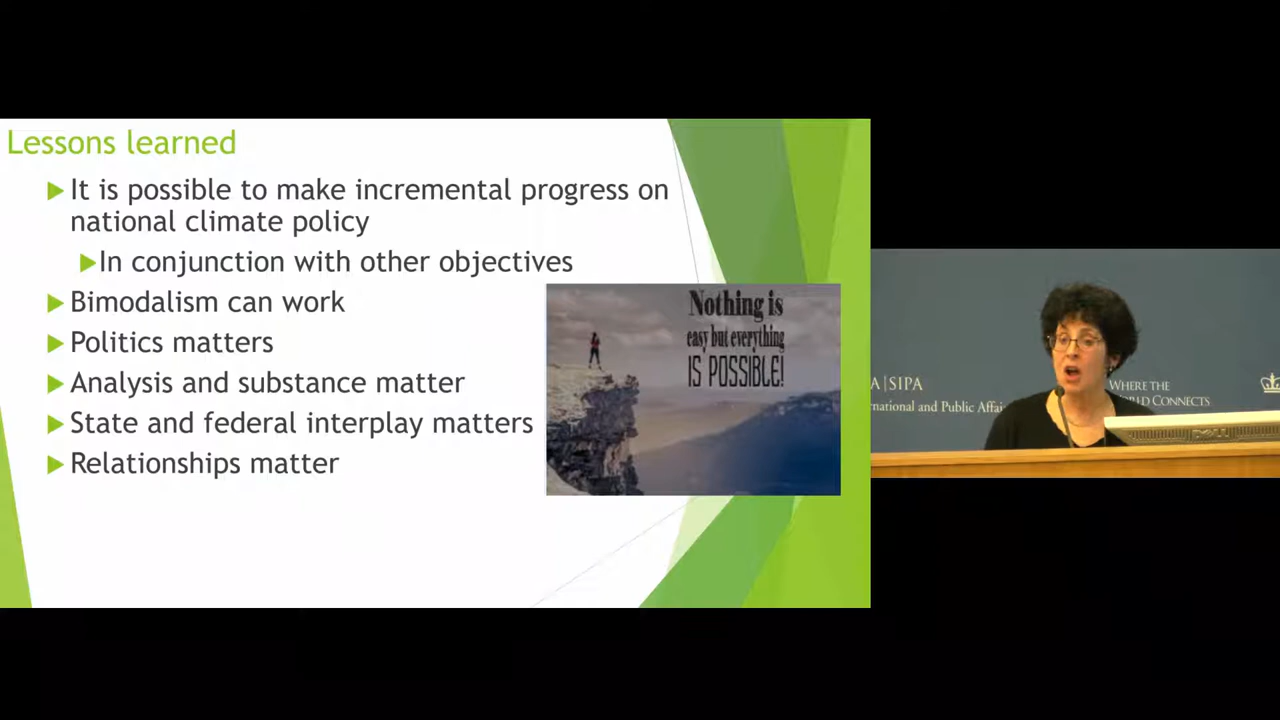 Lessons learned
It is possible to make incremental progress on
national climate policy
In conjunction with other objectives
Bimodalism can work
Politics matters
Analysis and substance matter
State and federal interplay matters
Relationships matter
Nothing is
easy but everything
IS POSSIBLE!
A | SIPA
rnational and Public Affai
WHERE THE
RLD CONNECTS